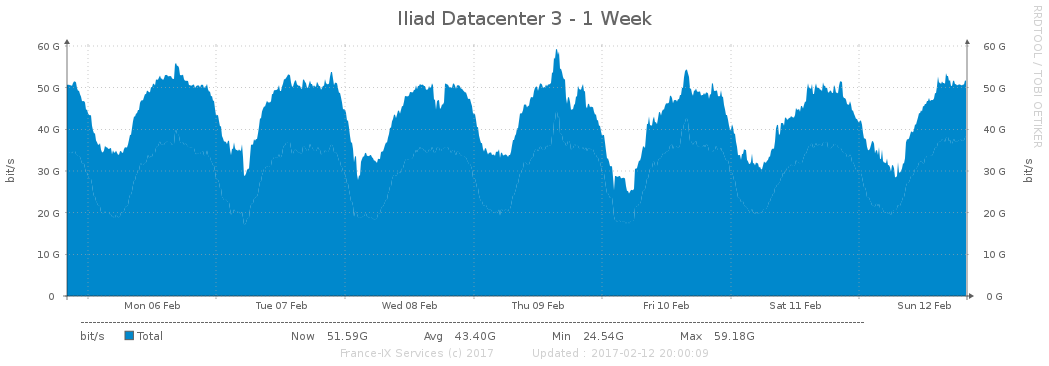 Iliad Datacenter 3 - 1 Week
RRDTOOL / TOBI OETIKER
60 G 60 G
50 G 50 G
40 G 40 G
30 G 30 G
20 G 20 G
10 G 10 G
0 0 G
bit/s bit/s
Mon 06 Feb Tue 07 Feb Wed 08 Feb Thu 09 Feb Fri 10 Feb Sat 11 Feb Sun 12 Feb
bit/s Total Now 51.59G Avg 43.40G Min 24.54G Max 59.18G
France-IX Services (c) 2017 Updated : 2017-02-12 20:00:09